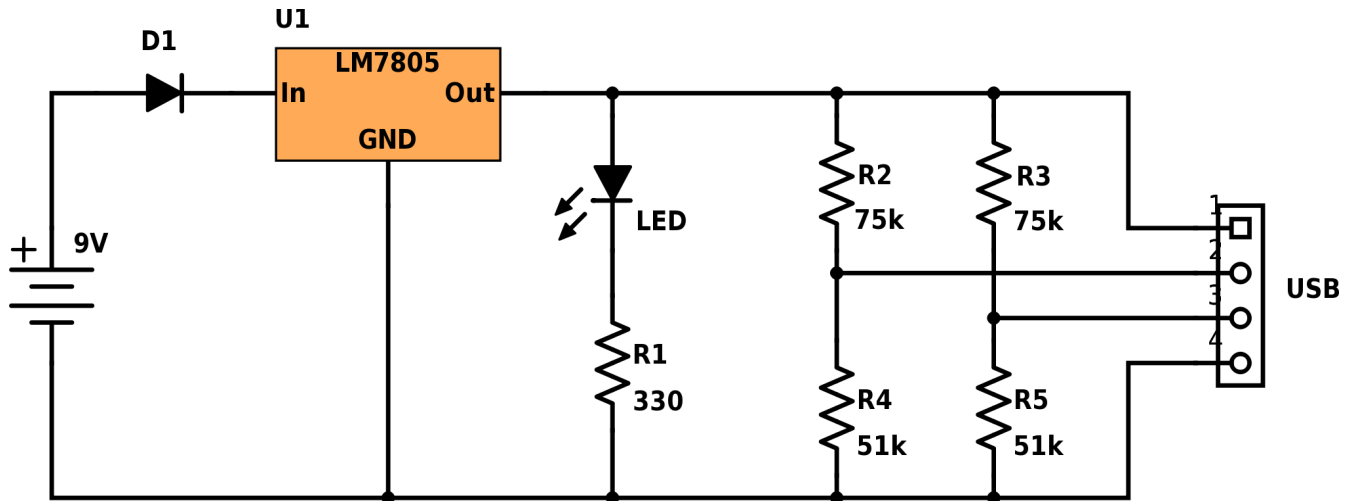 U1
D1
LM7805
In
Out
GND
R2
75k
R3
75k
LED
+
9V
1
2
3
4
USB
R1
330
R4
51k
R5
51k